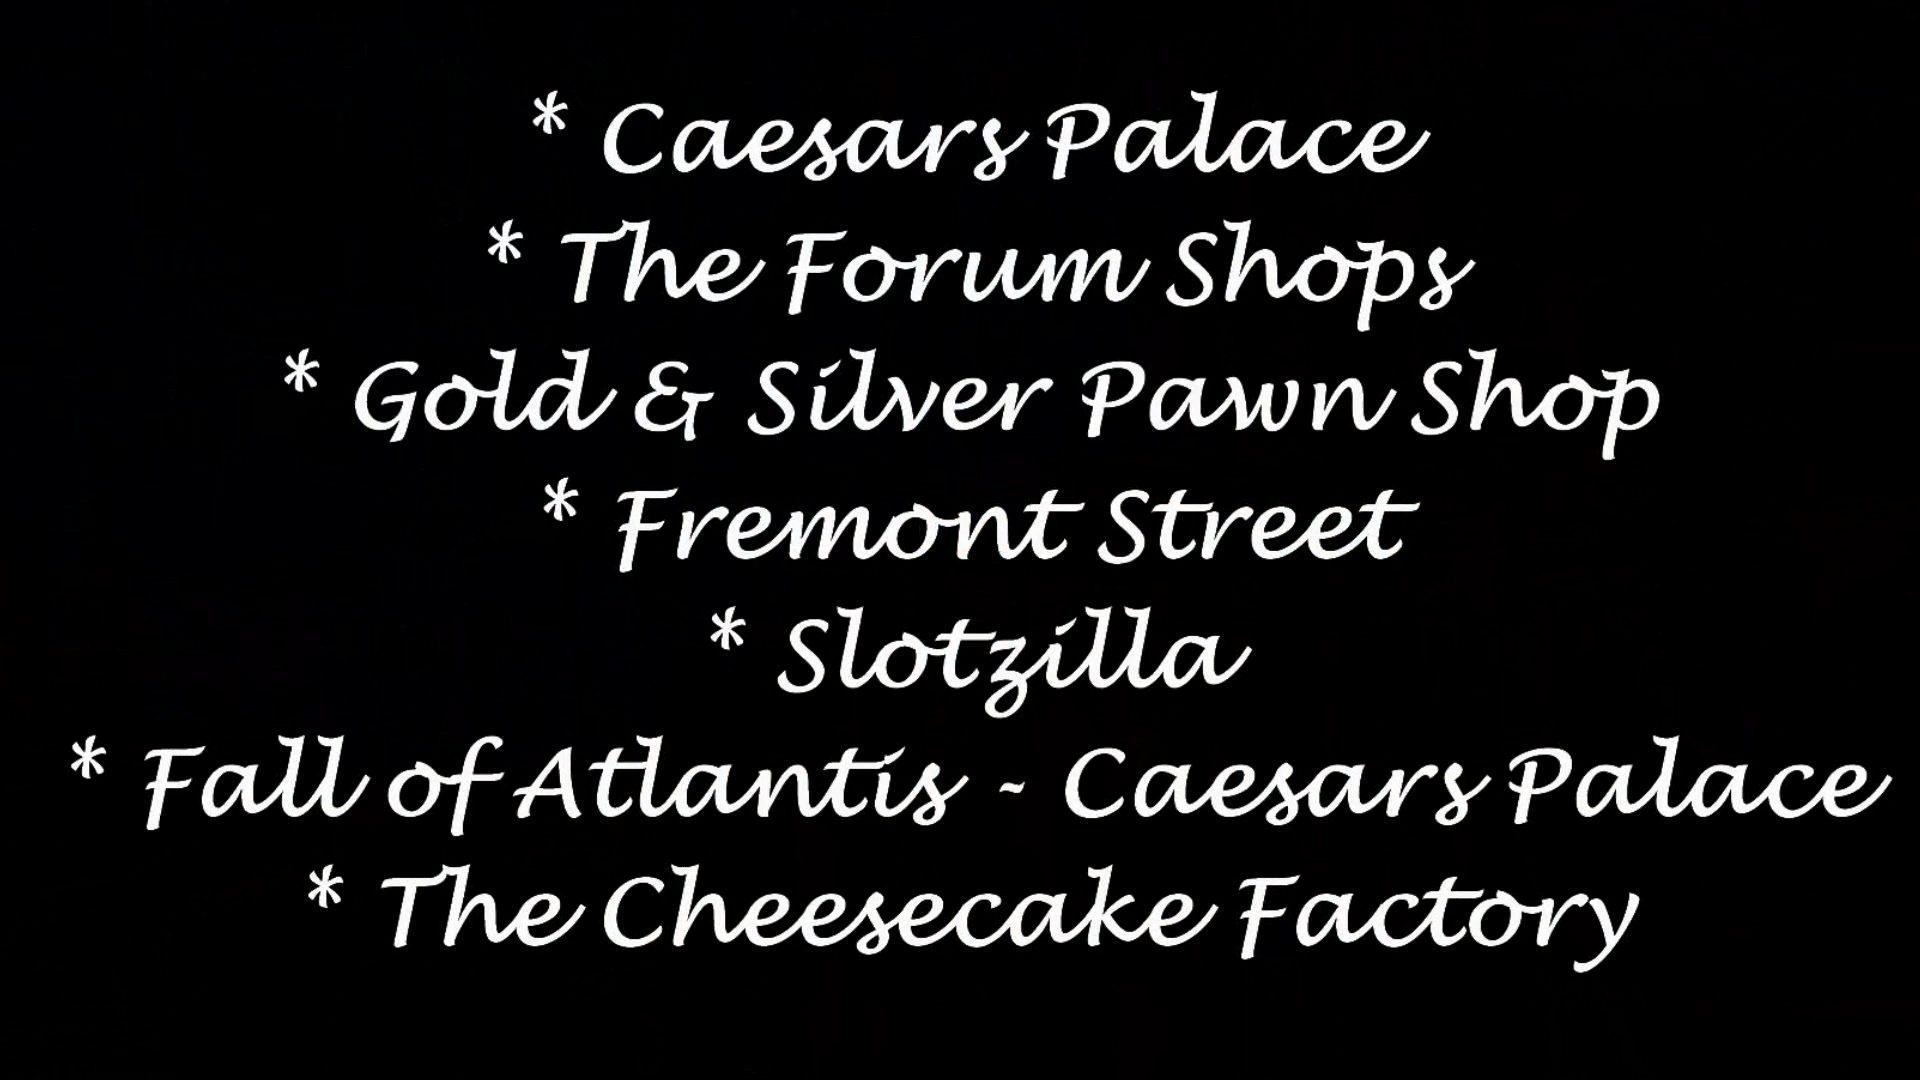 * Caesars Palace
* The Forum Shops
* Gold & Silver Pawn Shop
* Fremont Street
* Slotzilla
* Fall of Atlantis - Caesars Palace
* The Cheesecake Factory